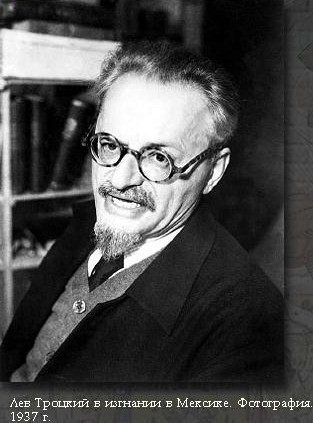 Лев Троцкий в изгнании в Мексике. Фотография.
1937 г.